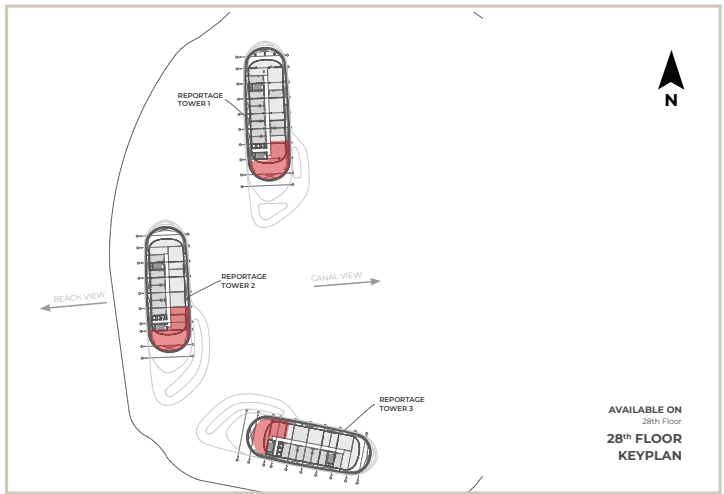 REPORTAGE
TOWER 1
N
REPORTAGE
TOWER 2
CANAL VIEW
BEACH VIEW
REPORTAGE
TOWER 3
AVAILABLE ON
28th Floor
28th FLOOR
KEYPLAN